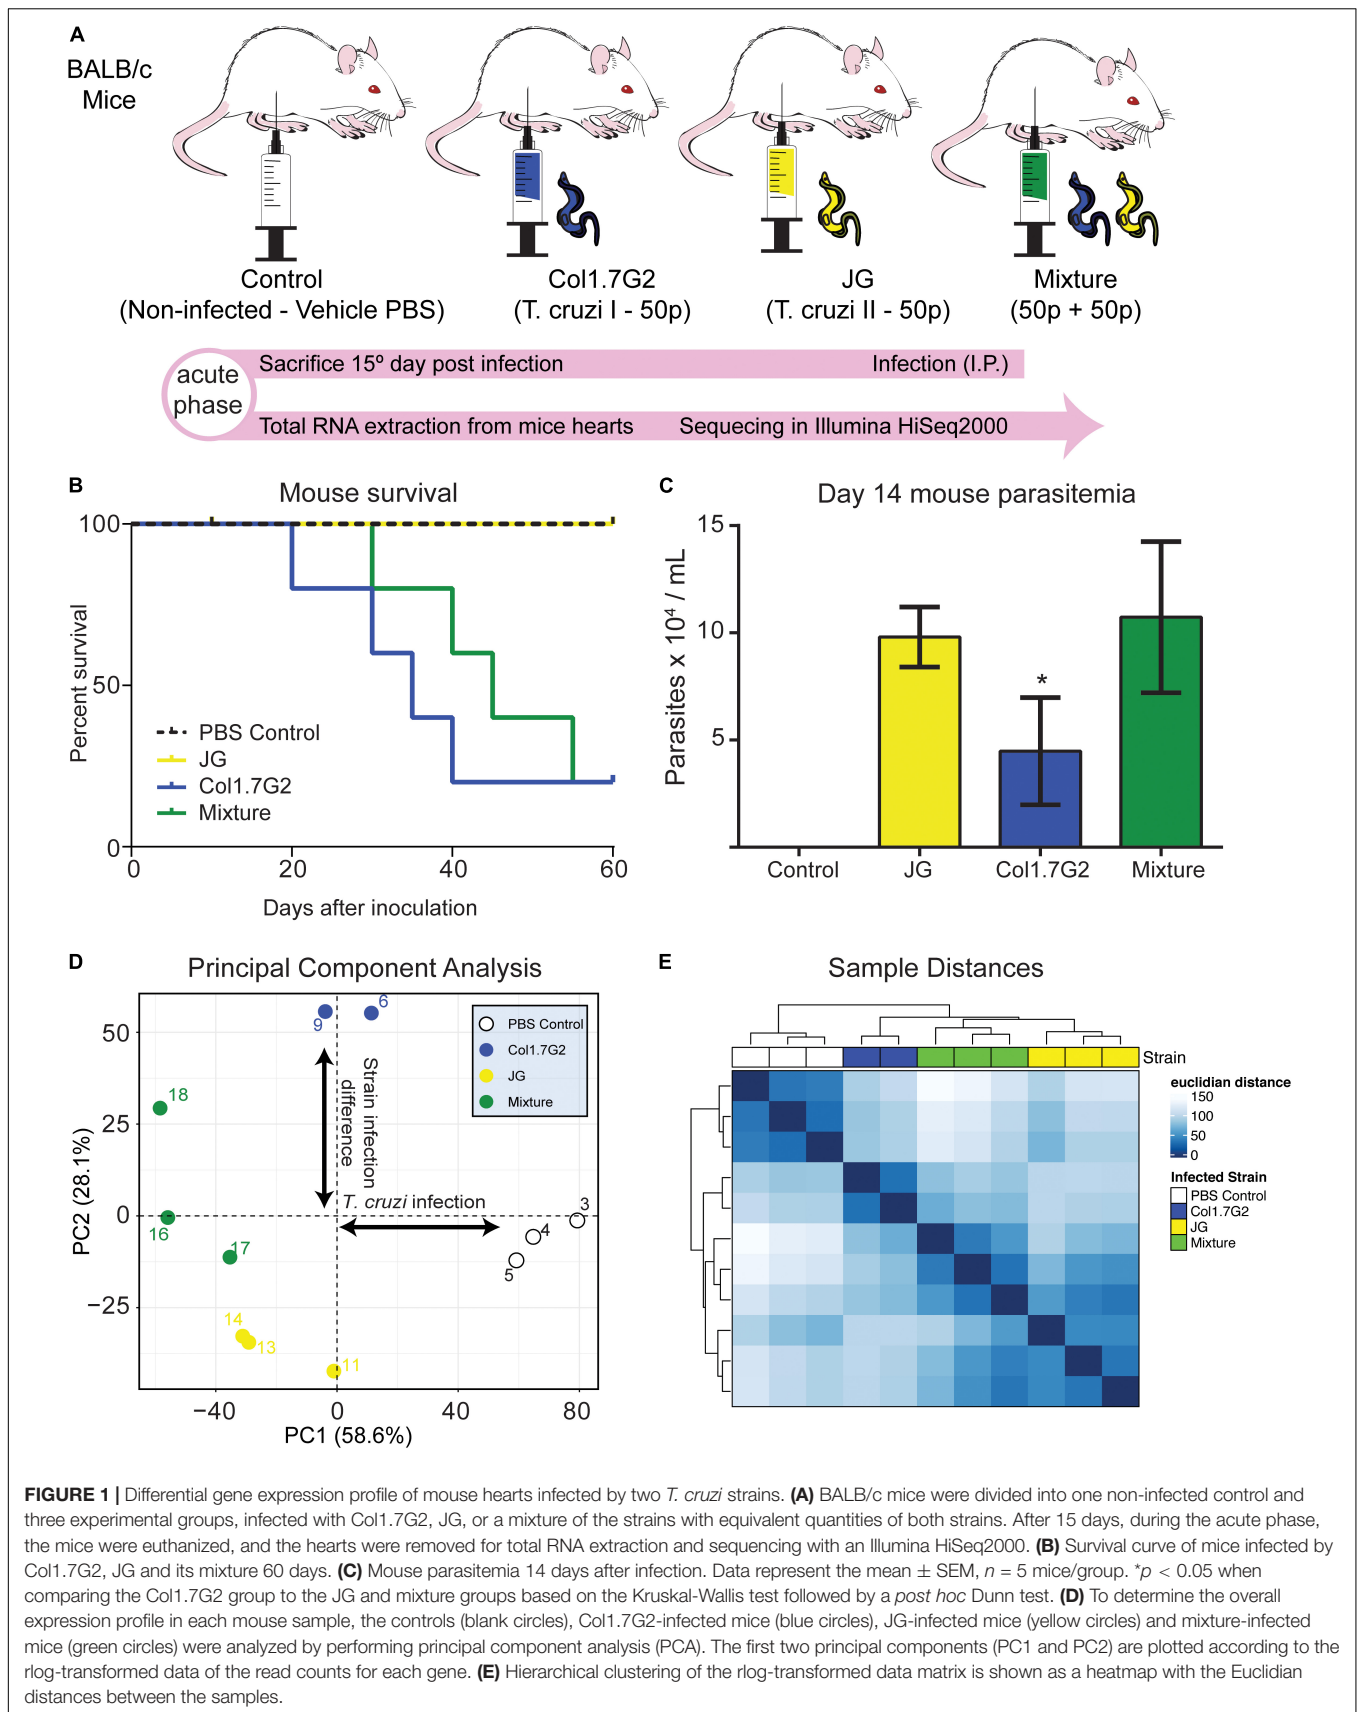 A
BALB/c
Mice
Control
(Non-infected - Vehicle PBS)
Col1.7G2
(T. cruzi I - 50p)
JG
(T. cruzi II - 50p)
Mixture
(50p + 50p)
acute
phase
Sacrifice 15º day post infection
Infection (I.P.)
Total RNA extraction from mice hearts
Sequecing in Illumina HiSeq2000
B
Mouse survival
Percent survival
100
50
0
PBS Control
JG
Col1.7G2
Mixture
0
20
40
60
Days after inoculation
C
Day 14 mouse parasitemia
Parasites x 10⁴ / mL
15
10
5
*
Control
JG
Col1.7G2
Mixture
D
Principal Component Analysis
PC2 (28.1%)
50
25
0
−25
9
6
PBS Control
Col1.7G2
JG
Mixture
Strain infection
difference
18
T. cruzi infection
3
4
5
16
17
14
13
11
−40
0
40
80
PC1 (58.6%)
E
Sample Distances
Strain
euclidian distance
150
100
50
0
Infected Strain
PBS Control
Col1.7G2
JG
Mixture
FIGURE 1 | Differential gene expression profile of mouse hearts infected by two T. cruzi strains. (A) BALB/c mice were divided into one non-infected control and
three experimental groups, infected with Col1.7G2, JG, or a mixture of the strains with equivalent quantities of both strains. After 15 days, during the acute phase,
the mice were euthanized, and the hearts were removed for total RNA extraction and sequencing with an Illumina HiSeq2000. (B) Survival curve of mice infected by
Col1.7G2, JG and its mixture 60 days. (C) Mouse parasitemia 14 days after infection. Data represent the mean ± SEM, n = 5 mice/group. *p < 0.05 when
comparing the Col1.7G2 group to the JG and mixture groups based on the Kruskal-Wallis test followed by a post hoc Dunn test. (D) To determine the overall
expression profile in each mouse sample, the controls (blank circles), Col1.7G2-infected mice (blue circles), JG-infected mice (yellow circles) and mixture-infected
mice (green circles) were analyzed by performing principal component analysis (PCA). The first two principal components (PC1 and PC2) are plotted according to the
rlog-transformed data of the read counts for each gene. (E) Hierarchical clustering of the rlog-transformed data matrix is shown as a heatmap with the Euclidian
distances between the samples.